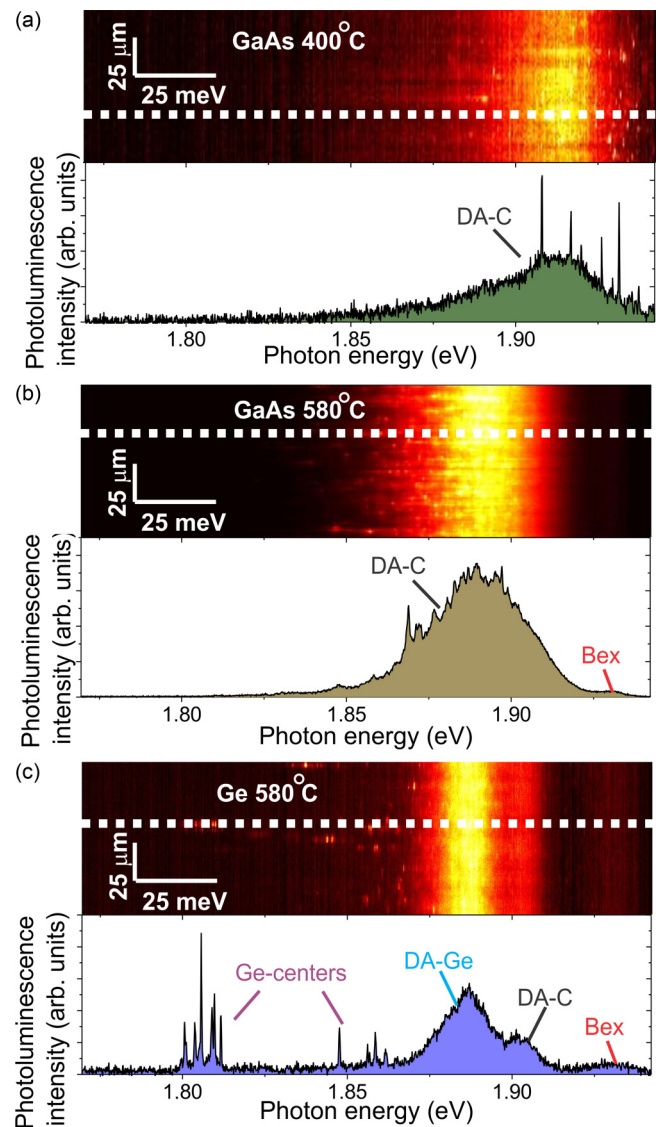 (a)
GaAs 400°C
25 μm
25 meV
Photoluminescence
intensity (arb. units)
DA-C
1.80
1.85
1.90
Photon energy (eV)
(b)
GaAs 580°C
25 μm
25 meV
Photoluminescence
intensity (arb. units)
DA-C
Bex
1.80
1.85
1.90
Photon energy (eV)
(c)
Ge 580°C
25 μm
25 meV
Photoluminescence
intensity (arb. units)
Ge-centers
DA-Ge
DA-C
Bex
1.80
1.85
1.90
Photon energy (eV)